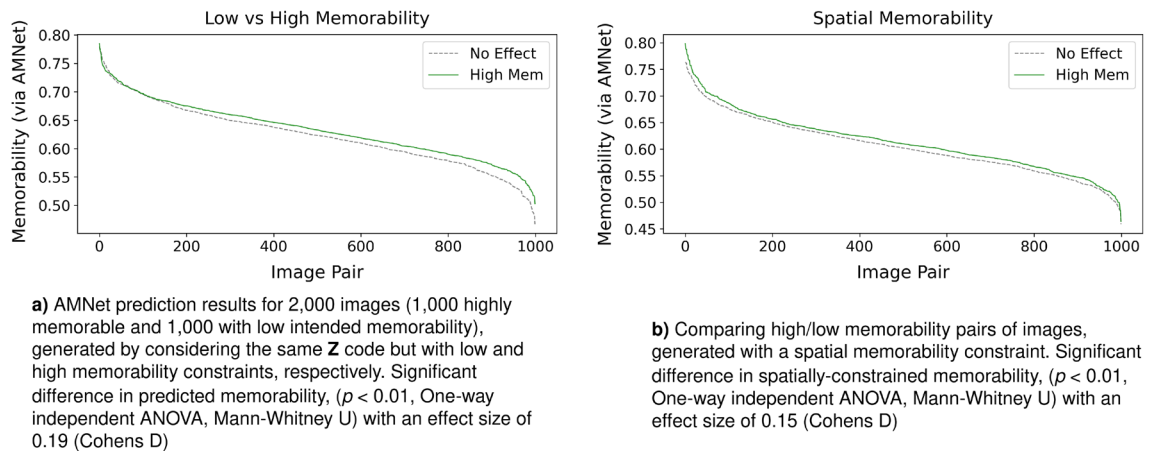 Low vs High Memorability
Memorability (via AMNet)
0.80
0.75
0.70
0.65
0.60
0.55
0.50
No Effect
High Mem
0
200
400
600
800
1000
Image Pair
a) AMNet prediction results for 2,000 images (1,000 highly
memorable and 1,000 with low intended memorability),
generated by considering the same Z code but with low and
high memorability constraints, respectively. Significant
difference in predicted memorability, (p < 0.01, One-way
independent ANOVA, Mann-Whitney U) with an effect size of
0.19 (Cohens D)
Spatial Memorability
Memorability (via AMNet)
0.80
0.75
0.70
0.65
0.60
0.55
0.50
0.45
No Effect
High Mem
0
200
400
600
800
1000
Image Pair
b) Comparing high/low memorability pairs of images,
generated with a spatial memorability constraint. Significant
difference in spatially-constrained memorability, (p < 0.01,
One-way independent ANOVA, Mann-Whitney U) with an
effect size of 0.15 (Cohens D)